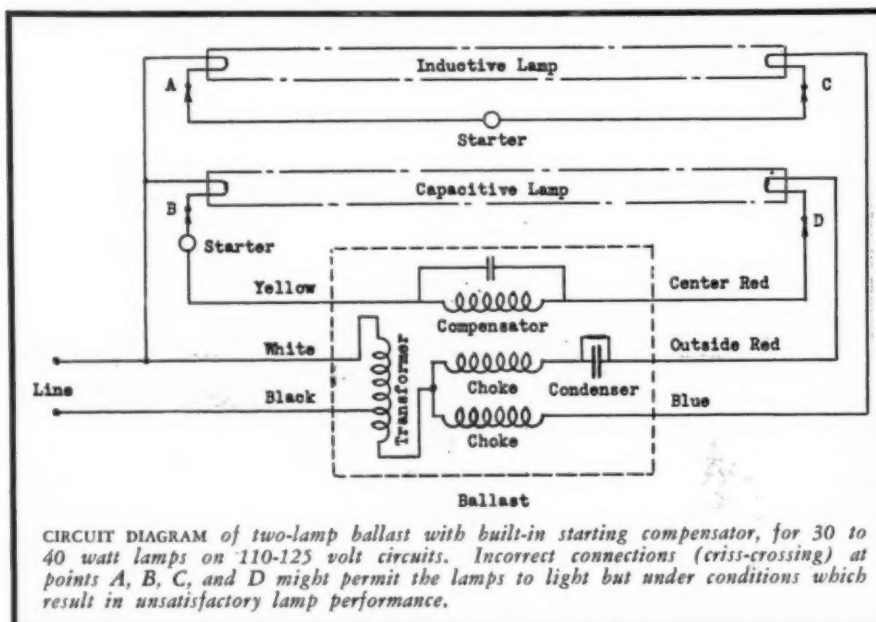 Inductive Lamp
A
C
Starter
Capacitive Lamp
B
D
Starter
Yellow
Center Red
Compensator
White
Outside Red
Line
Transformer
Choke
Condenser
Black
Blue
Choke
Ballast
CIRCUIT DIAGRAM of two-lamp ballast with built-in starting compensator, for 30 to
40 watt lamps on 110-125 volt circuits. Incorrect connections (criss-crossing) at
points A, B, C, and D might permit the lamps to light but under conditions which
result in unsatisfactory lamp performance.